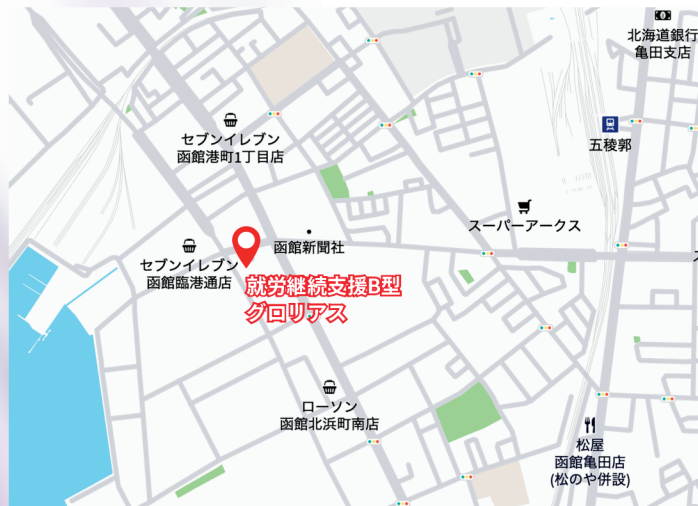 北海道銀行
亀田支店
セブンイレブン
函館港町1丁目店
五稜郭
スーパーアークス
函館新聞社
セブンイレブン
函館臨港通店
就労継続支援B型
グロリアス
ローソン
函館北浜町南店
松屋
函館亀田店
(松のや併設)